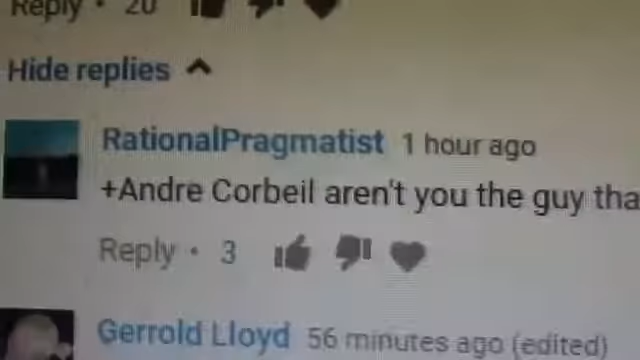 Reply • 20
Hide replies
RationalPragmatist 1 hour ago
+Andre Corbeil aren't you the guy tha
Reply • 3
Gerrold Lloyd 56 minutes ago (edited)